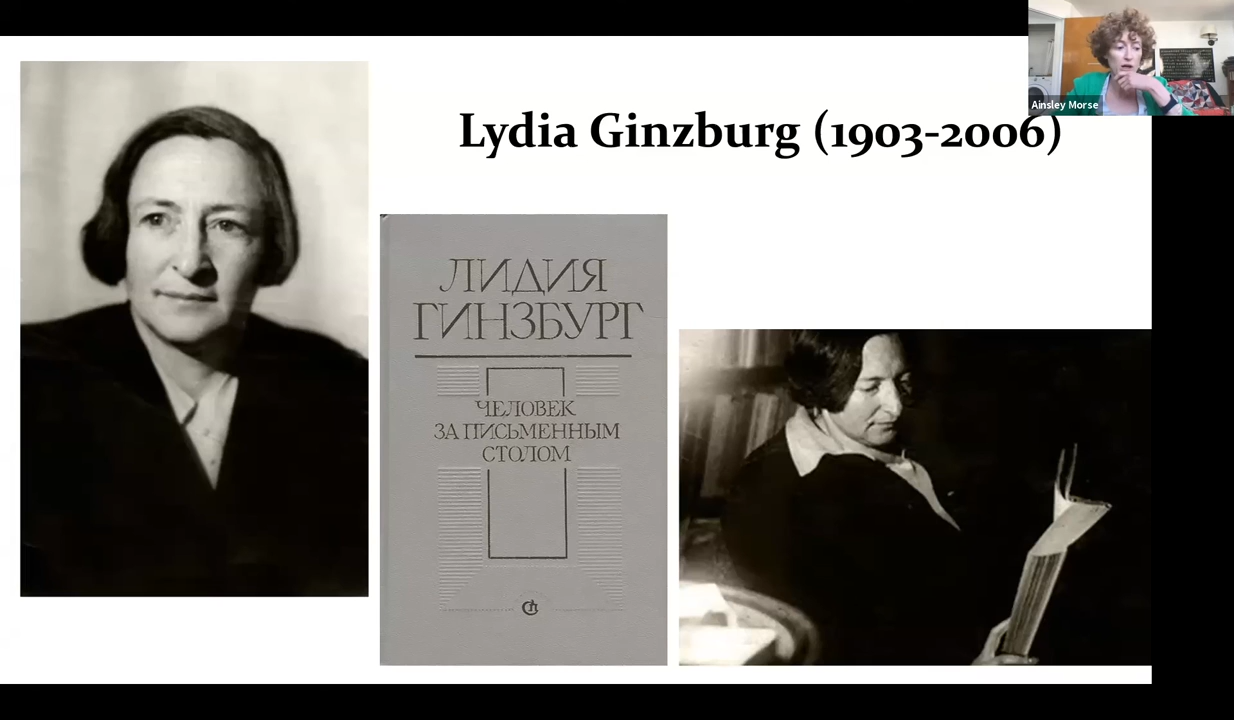 Ainsley Morse
Lydia Ginzburg (1903-2006)
ЛИДИЯ
ГИНЗБУРГ
ЧЕЛОВЕК
ЗА ПИСЬМЕННЫМ
СТОЛОМ